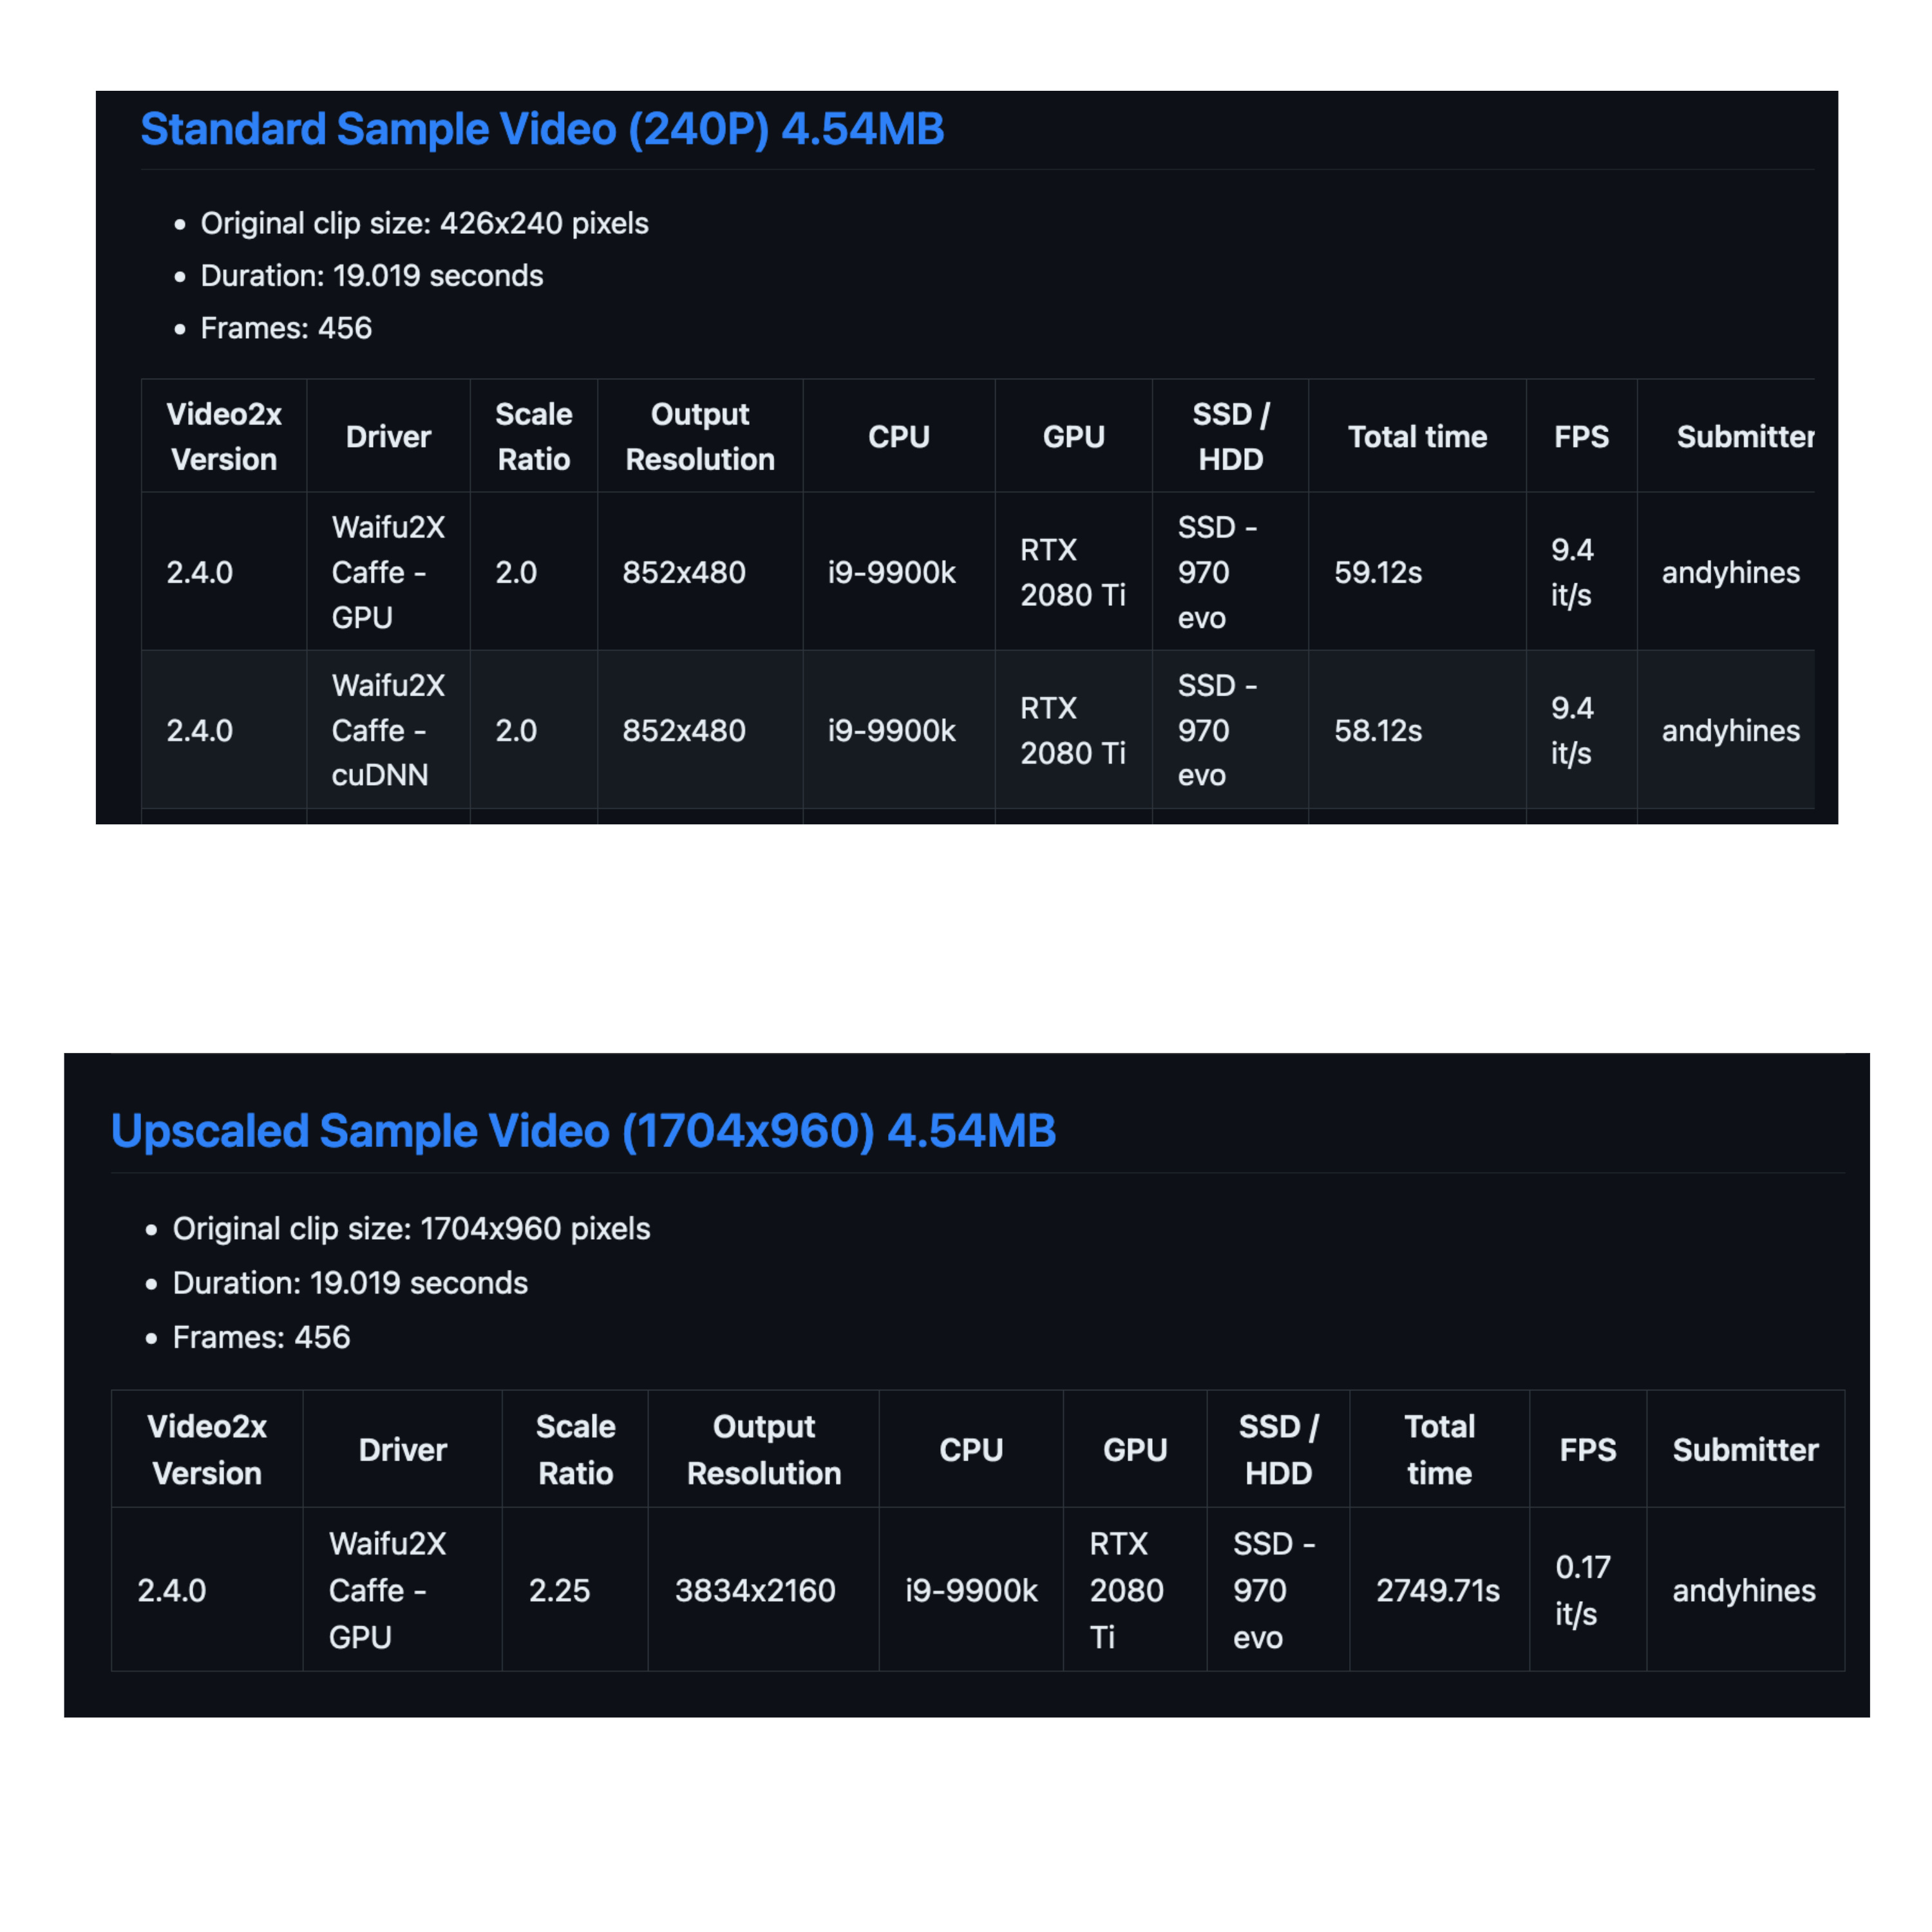 Standard Sample Video (240P) 4.54MB
Original clip size: 426x240 pixels
Duration: 19.019 seconds
Frames: 456
Video2x Version Driver Scale Ratio Output Resolution CPU GPU SSD / HDD Total time FPS Submitter
2.4.0 Waifu2X Caffe - GPU 2.0 852x480 i9-9900k RTX 2080 Ti SSD - 970 evo 59.12s 9.4 it/s andyhines
2.4.0 Waifu2X Caffe - cuDNN 2.0 852x480 i9-9900k RTX 2080 Ti SSD - 970 evo 58.12s 9.4 it/s andyhines
Upscaled Sample Video (1704x960) 4.54MB
Original clip size: 1704x960 pixels
Duration: 19.019 seconds
Frames: 456
Video2x Version Driver Scale Ratio Output Resolution CPU GPU SSD / HDD Total time FPS Submitter
2.4.0 Waifu2X Caffe - GPU 2.25 3834x2160 i9-9900k RTX 2080 Ti SSD - 970 evo 2749.71s 0.17 it/s andyhines